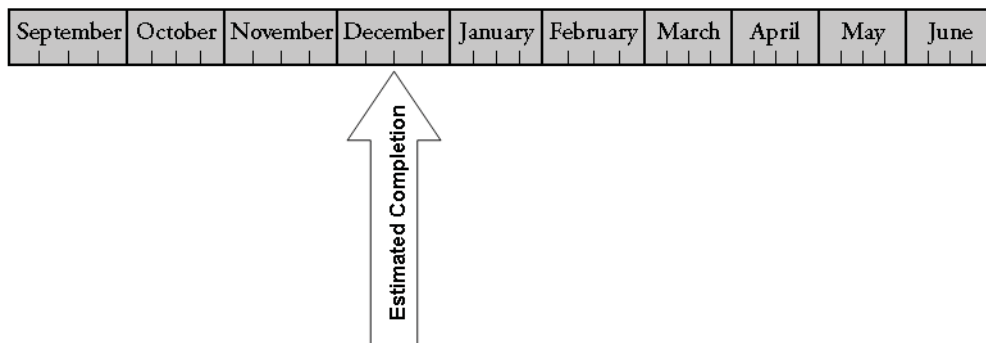 September October November December January February March April May June
Estimated Completion